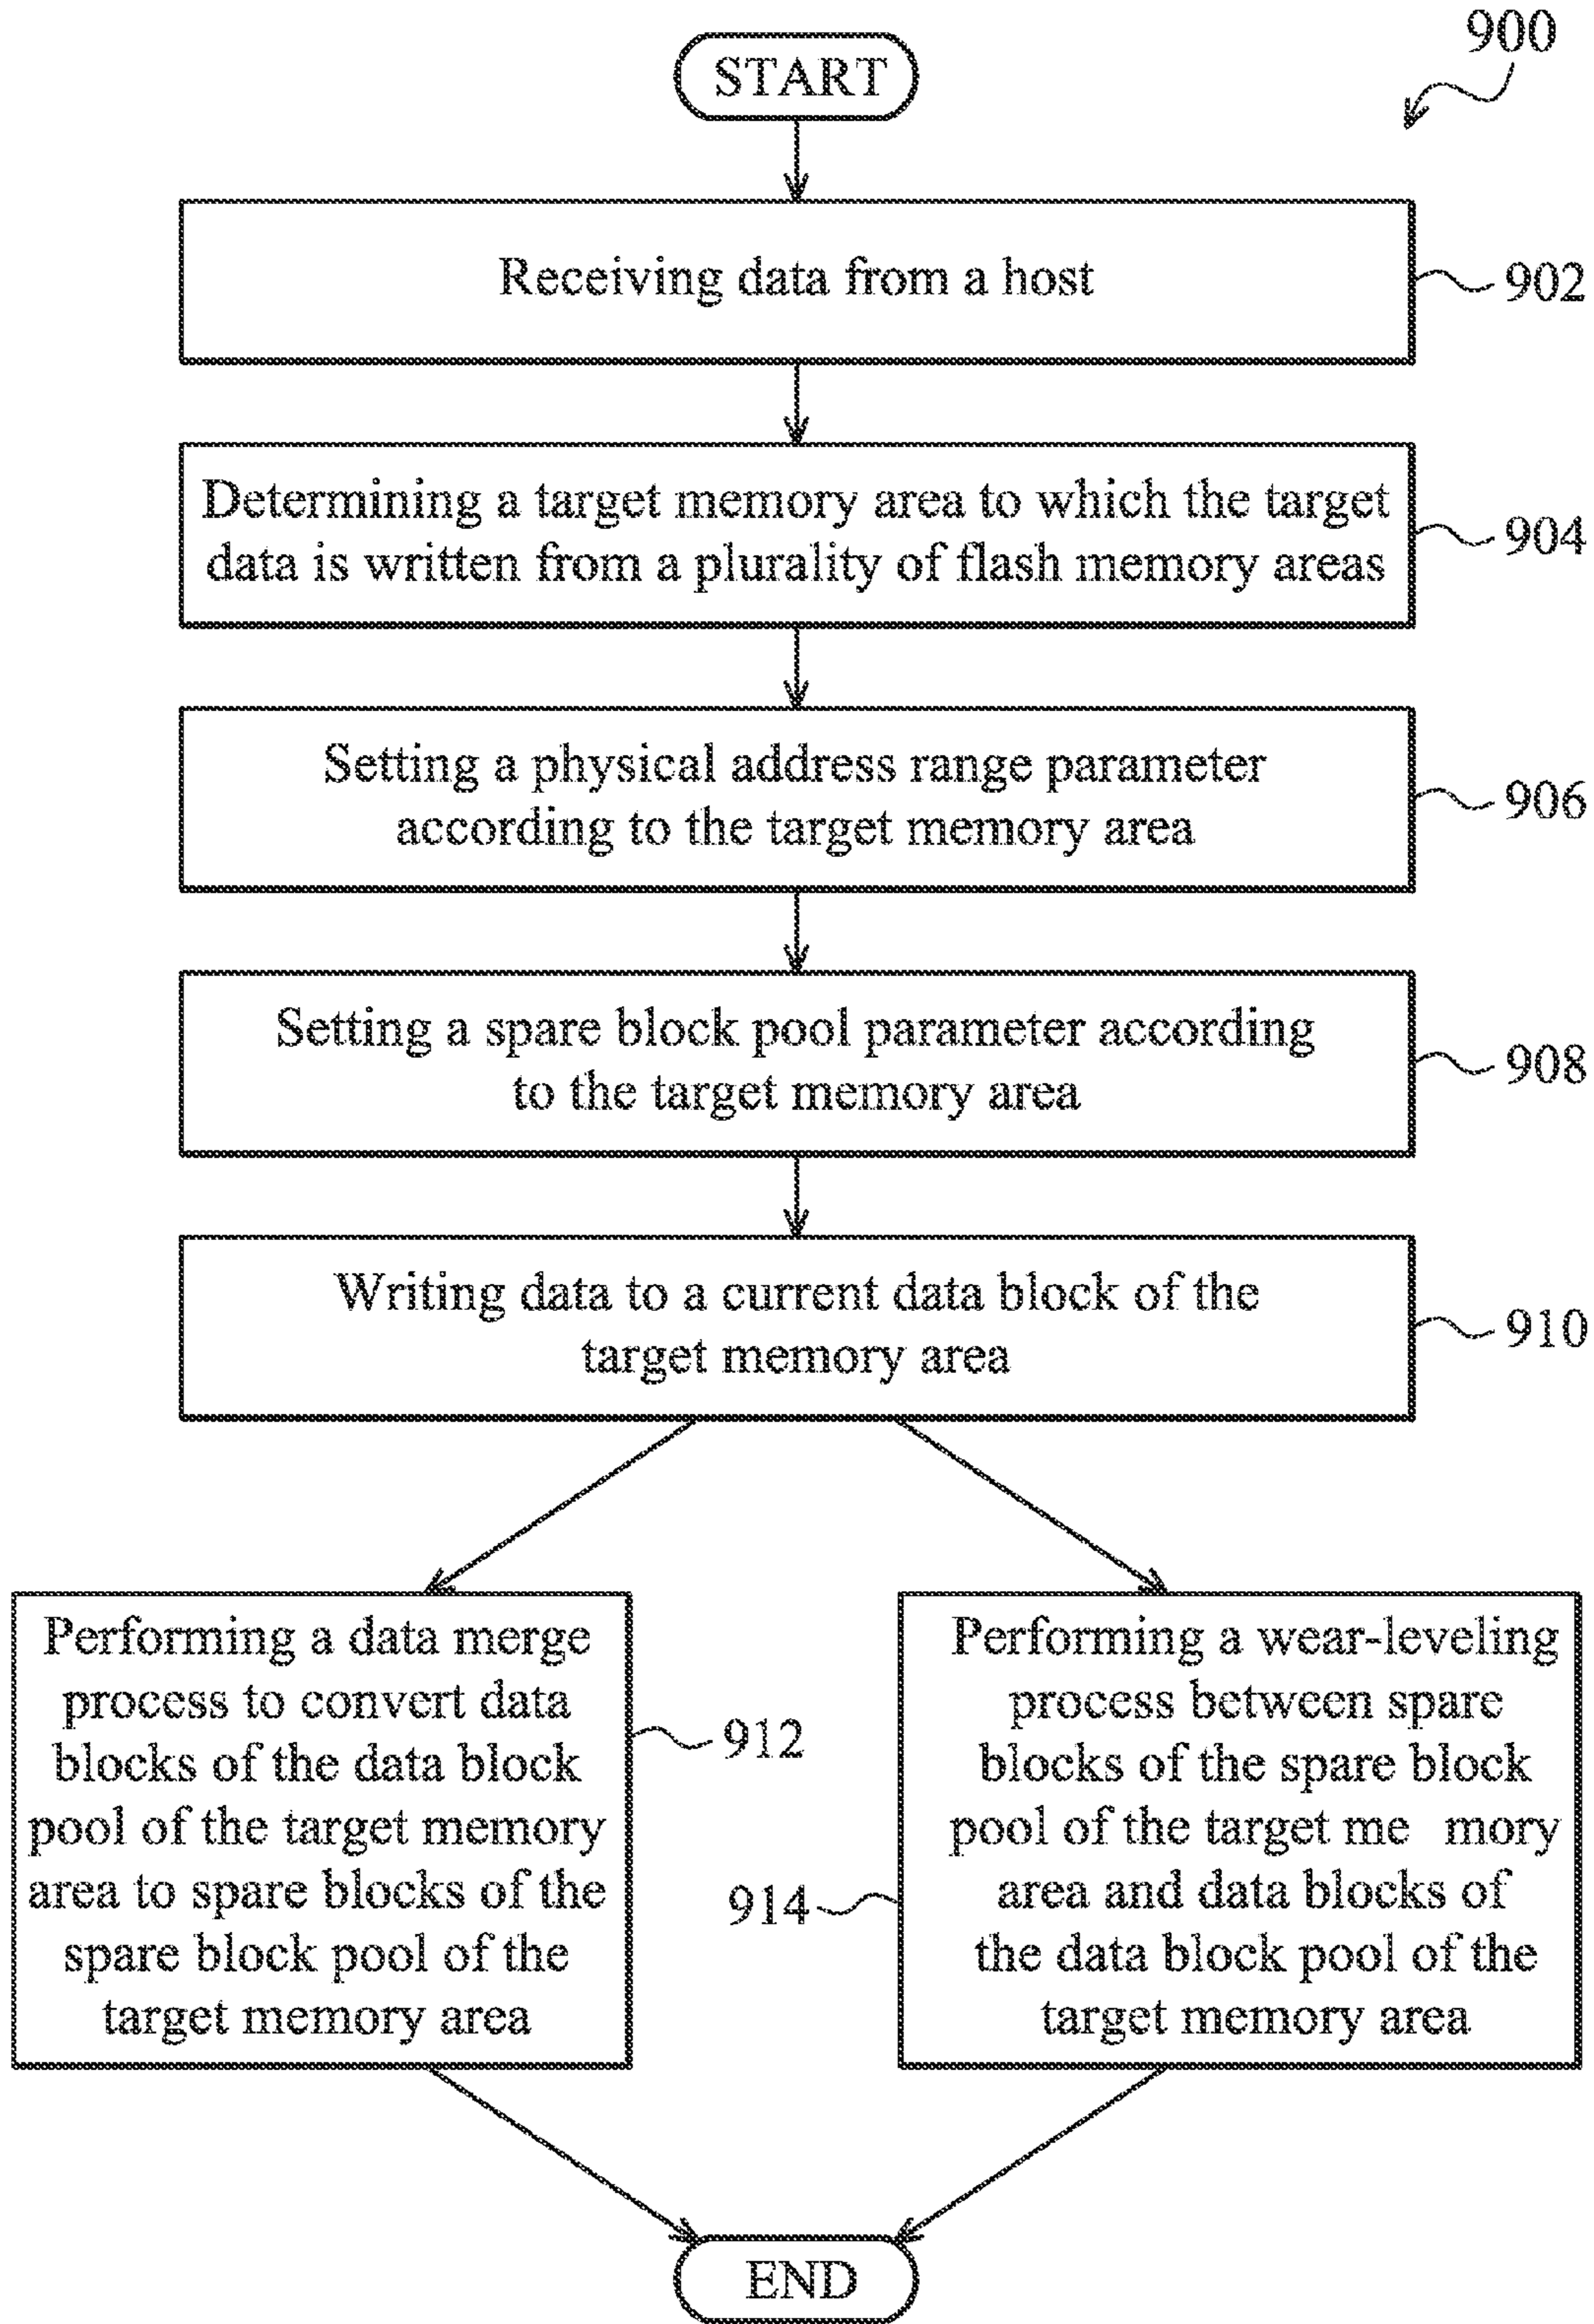 900
START
Receiving data from a host
902
Determining a target memory area to which the target
data is written from a plurality of flash memory areas
904
Setting a physical address range parameter
according to the target memory area
906
Setting a spare block pool parameter according
to the target memory area
908
Writing data to a current data block of the
target memory area
910
Performing a data merge
process to convert data
blocks of the data block
pool of the target memory
area to spare blocks of the
spare block pool of the
target memory area
912
Performing a wear-leveling
process between spare
blocks of the spare block
pool of the target me mory
area and data blocks of
the data block pool of the
target memory area
914
END